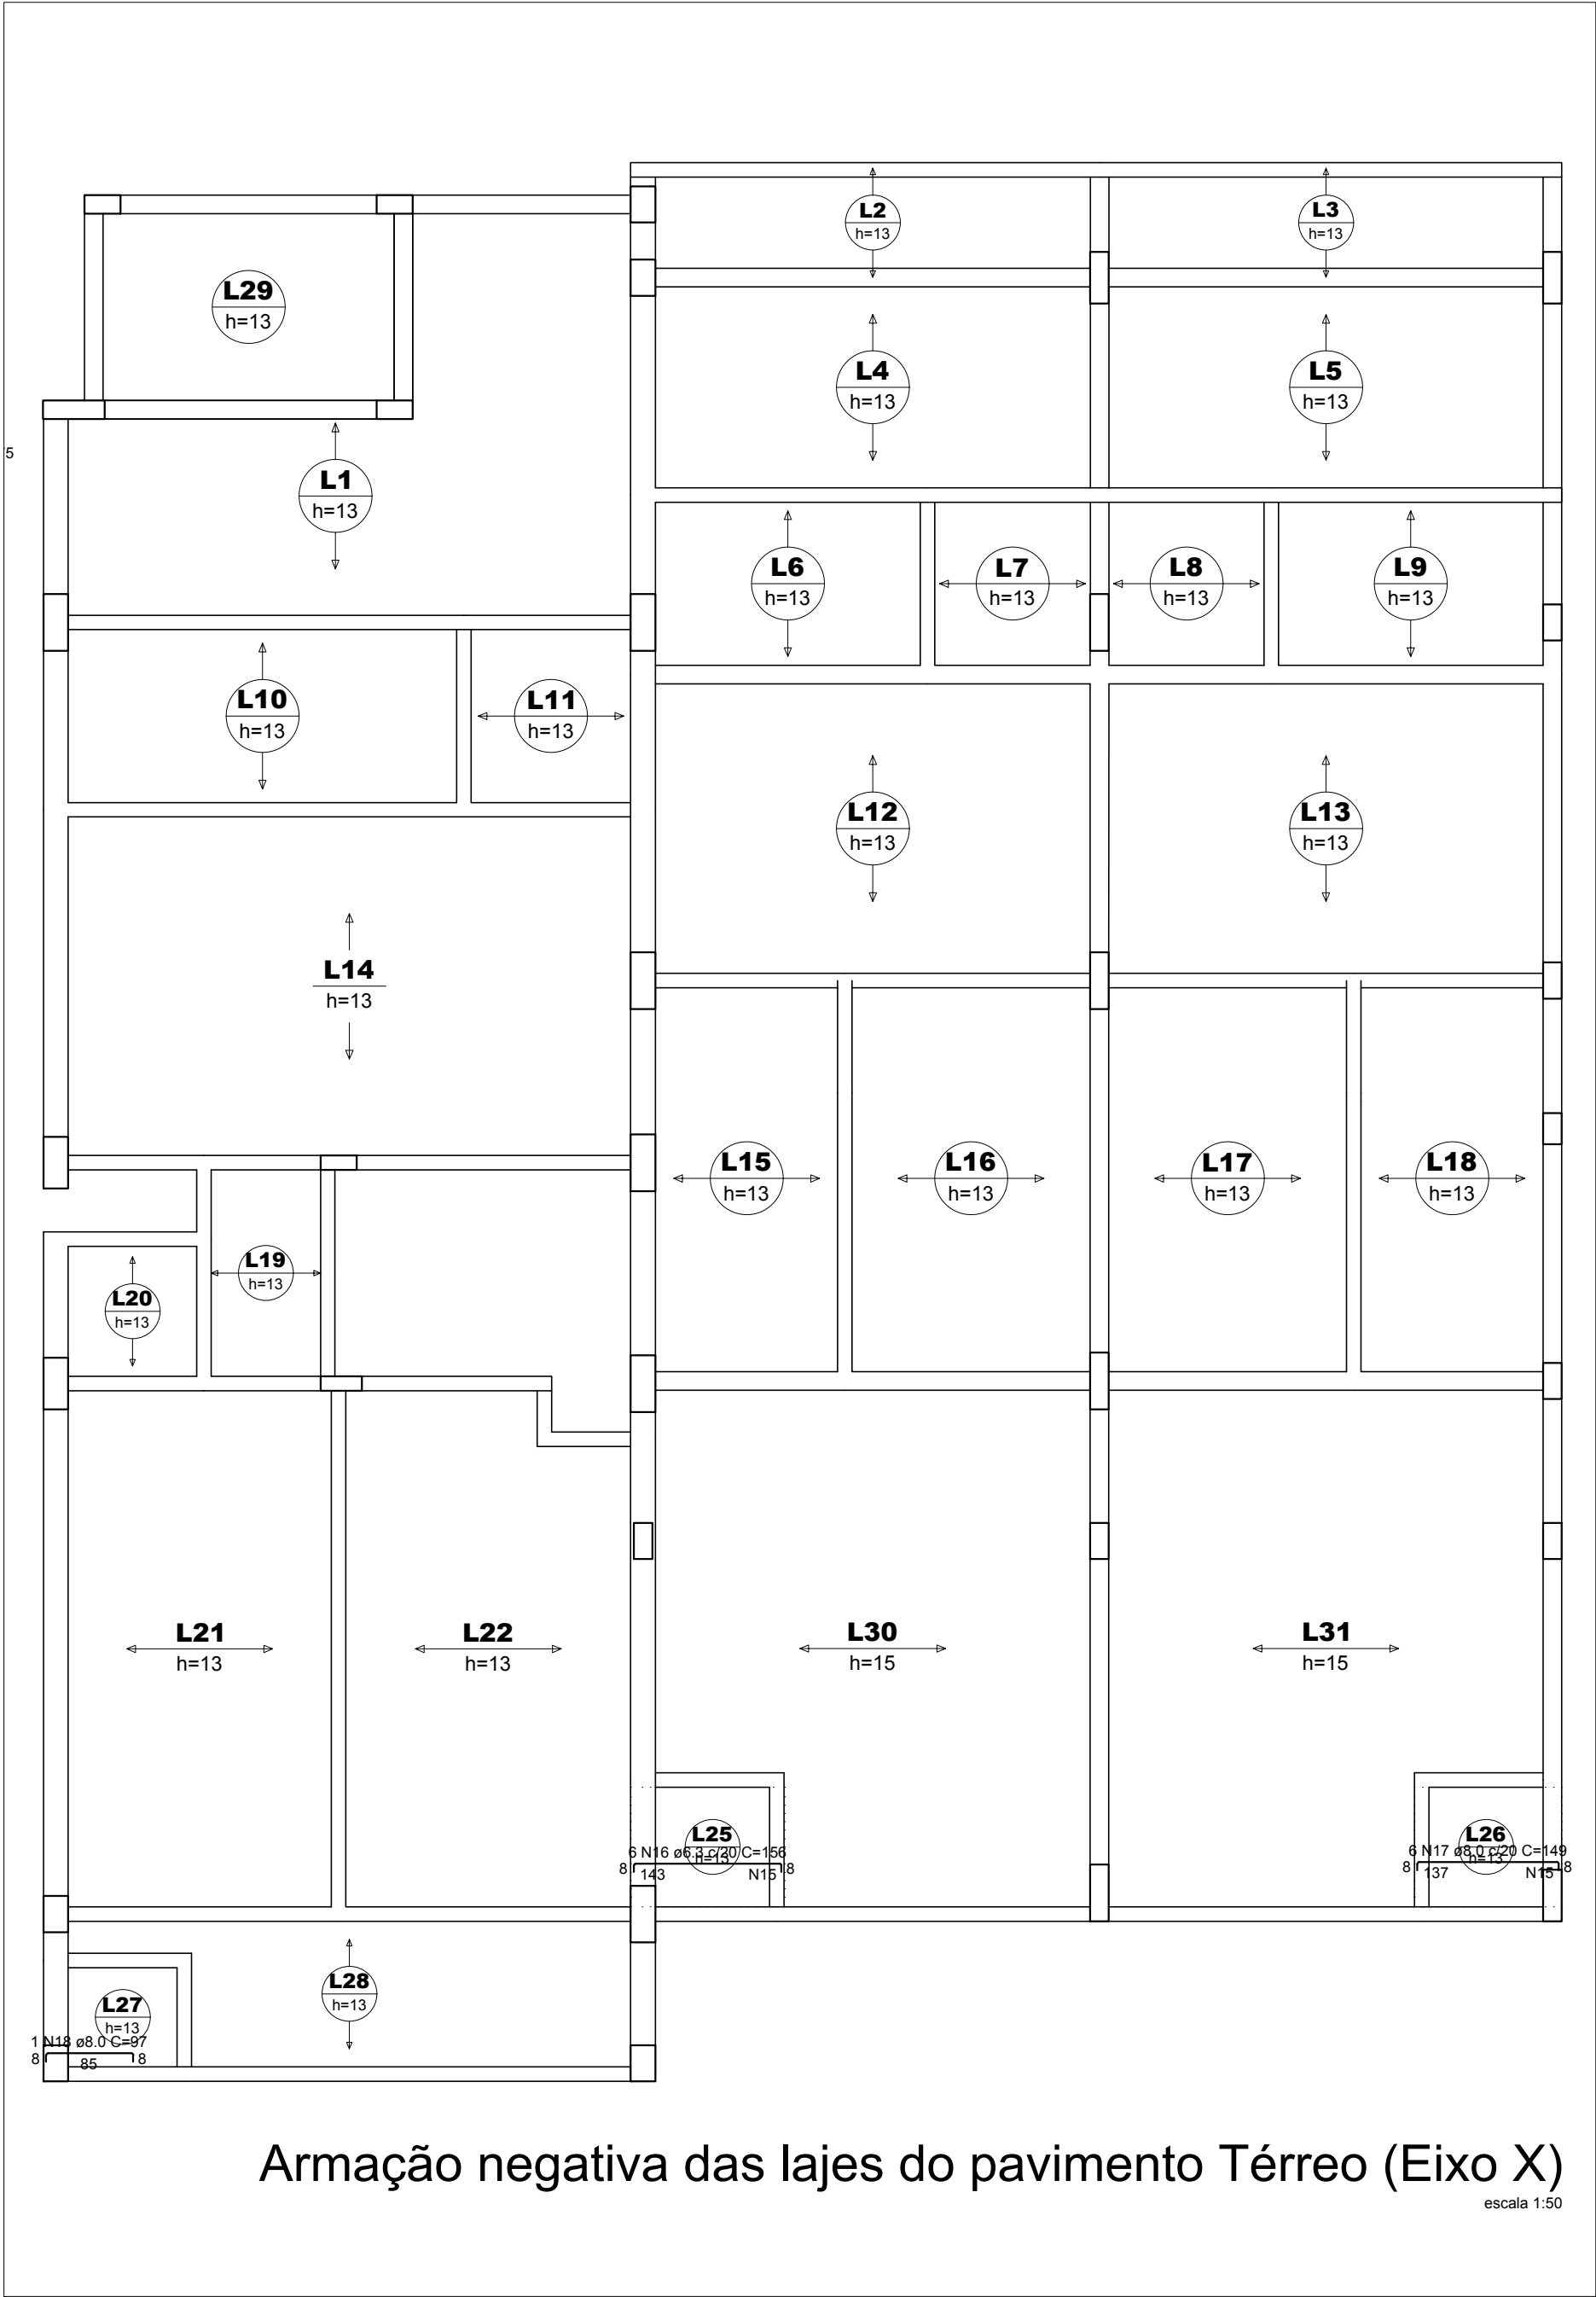 L2
h=13
L3
h=13
L29
h=13
L4
h=13
L5
h=13
5
L1
h=13
L6
h=13
L7
h=13
L8
h=13
L9
h=13
L10
h=13
L11
h=13
L12
h=13
L13
h=13
L14
h=13
L15
h=13
L16
h=13
L17
h=13
L18
h=13
L19
h=13
L20
h=13
L21
h=13
L22
h=13
L30
h=15
L31
h=15
L25
h=13
6 N16 ø6.3 c/20 C=156
8 143 N15 8
L26
h=13
6 N17 ø8.0 c/20 C=149
8 137 N15 8
L28
h=13
L27
h=13
1 N18 ø8.0 C=97
8 85 8
Armação negativa das lajes do pavimento Térreo (Eixo X)
escala 1:50